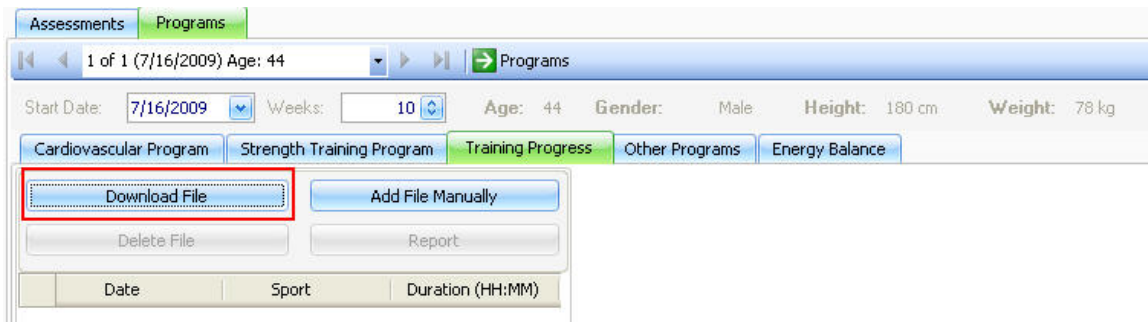 Assessments Programs
1 of 1 (7/16/2009) Age: 44 Programs
Start Date: 7/16/2009 Weeks: 10 Age: 44 Gender: Male Height: 180 cm Weight: 78 kg
Cardiovascular Program Strength Training Program Training Progress Other Programs Energy Balance
Download File Add File Manually
Delete File Report
Date Sport Duration (HH:MM)